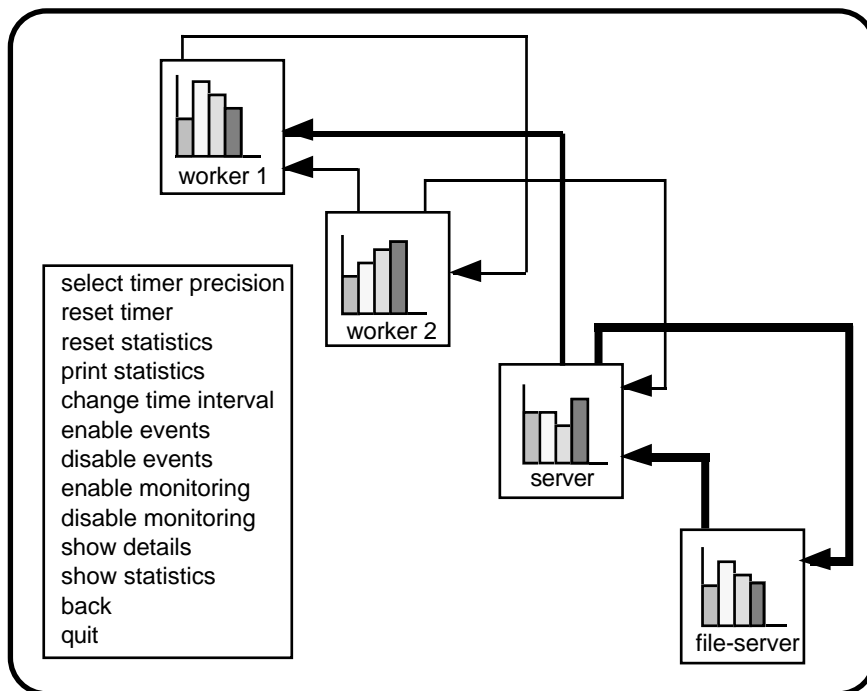 worker 1
worker 2
select timer precision
reset timer
reset statistics
print statistics
change time interval
enable events
disable events
enable monitoring
disable monitoring
show details
show statistics
back
quit
server
file-server